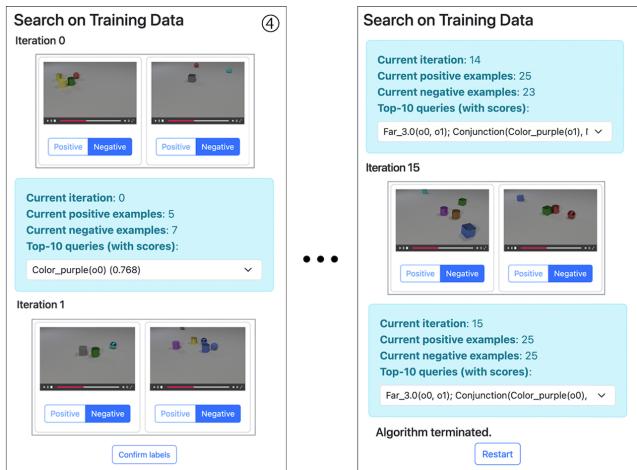 Search on Training Data
④
Iteration 0
Positive Negative
Positive Negative
Current iteration: 0
Current positive examples: 5
Current negative examples: 7
Top-10 queries (with scores):
Color_purple(o0) (0.768)
Iteration 1
Positive Negative
Positive Negative
Confirm labels
Search on Training Data
Current iteration: 14
Current positive examples: 25
Current negative examples: 23
Top-10 queries (with scores):
Far_3.0(o0, o1); Conjunction(Color_purple(o1),
Iteration 15
Positive Negative
Positive Negative
Current iteration: 15
Current positive examples: 25
Current negative examples: 25
Top-10 queries (with scores):
Far_3.0(o0, o1); Conjunction(Color_purple(o0),
Algorithm terminated.
Restart